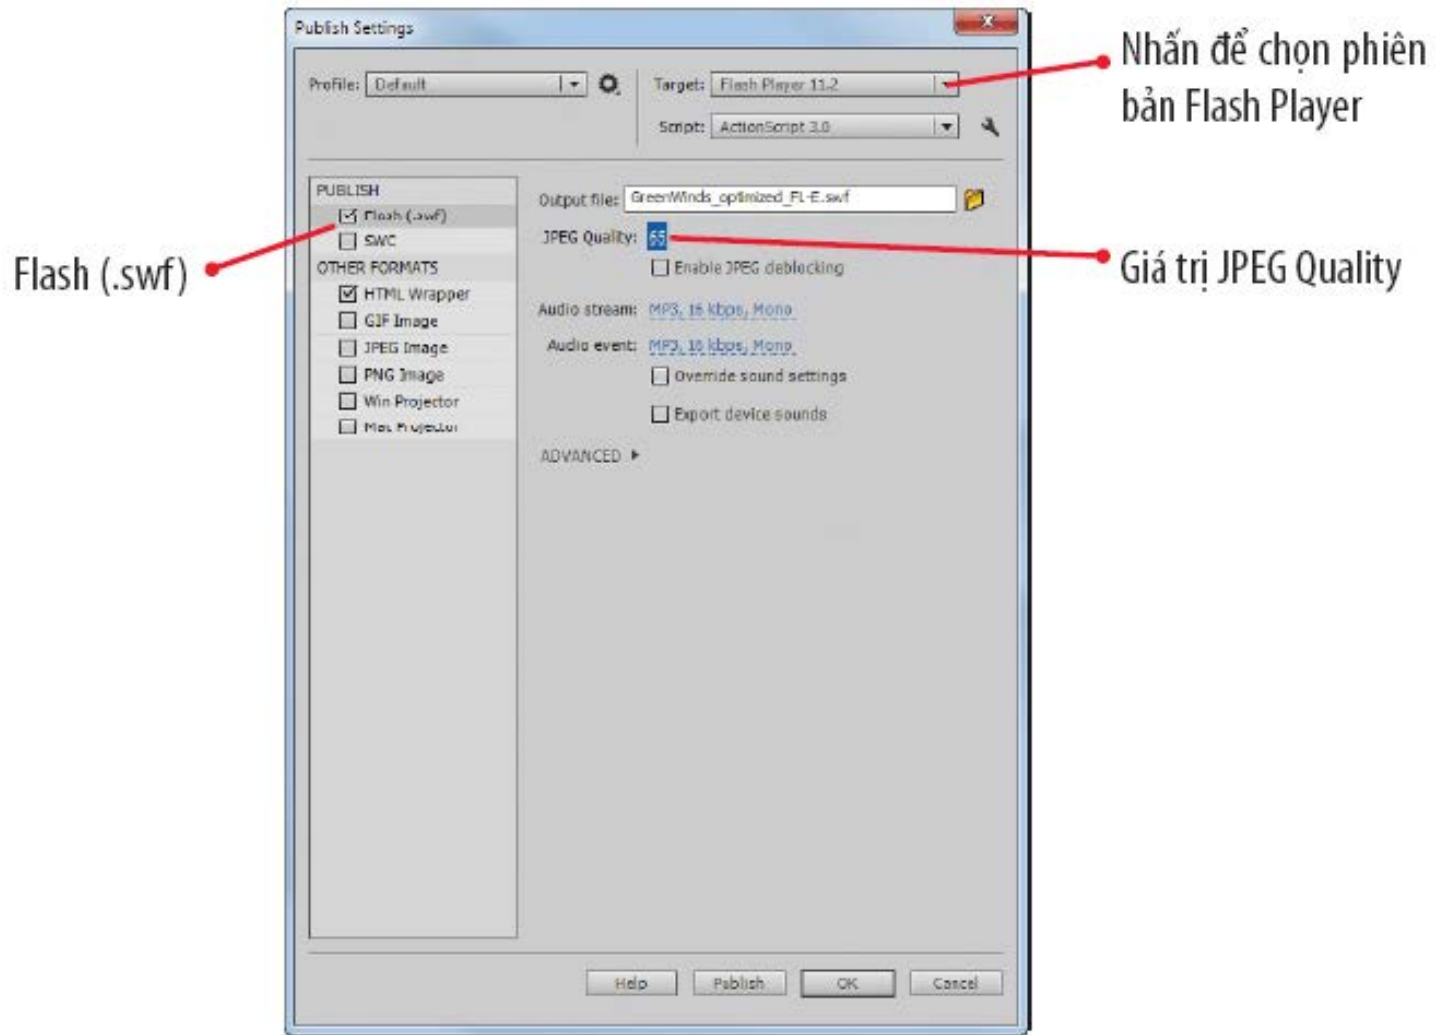 Publish Settings
Profile: Default
Target: Flash Player 11.2
Script: ActionScript 3.0
Nhấn để chọn phiên
bản Flash Player
PUBLISH
Flash (.swf)
SWC
OTHER FORMATS
HTML Wrapper
GIF Image
JPEG Image
PNG Image
Win Projector
Mac Projector
Flash (.swf)
Output file: GreenWinds_optimized_FL-E.swf
JPEG Quality: 65
Giá trị JPEG Quality
Enable JPEG deblocking
Audio stream: MP3, 16 kbps, Mono
Audio event: MP3, 16 kbps, Mono
Override sound settings
Export device sounds
ADVANCED
Help
Publish
OK
Cancel